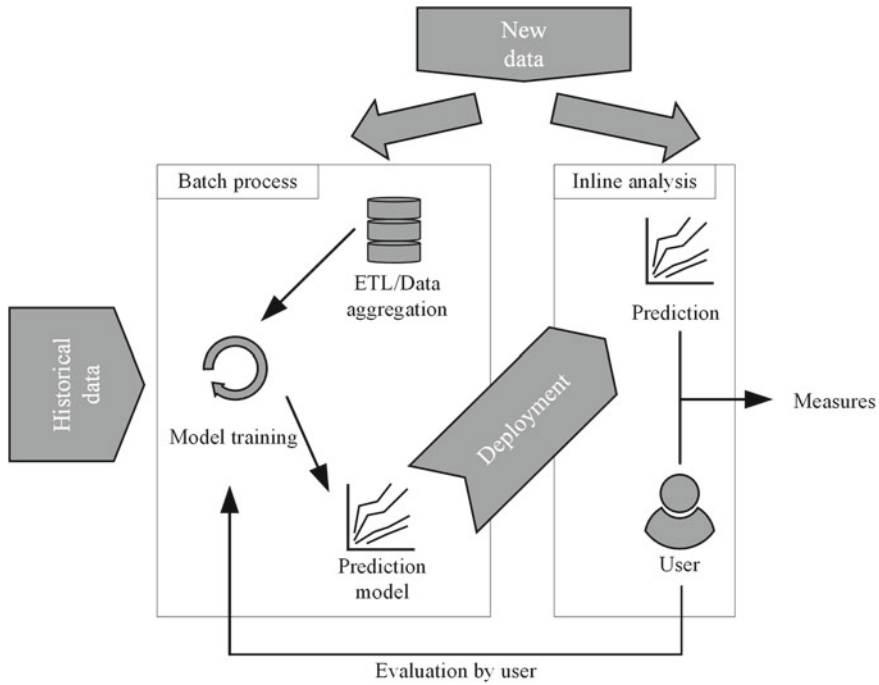 New
data
Batch process
Inline analysis
ETL/Data
aggregation
Prediction
Historical
data
Deployment
Measures
Model training
Prediction
model
User
Evaluation by user